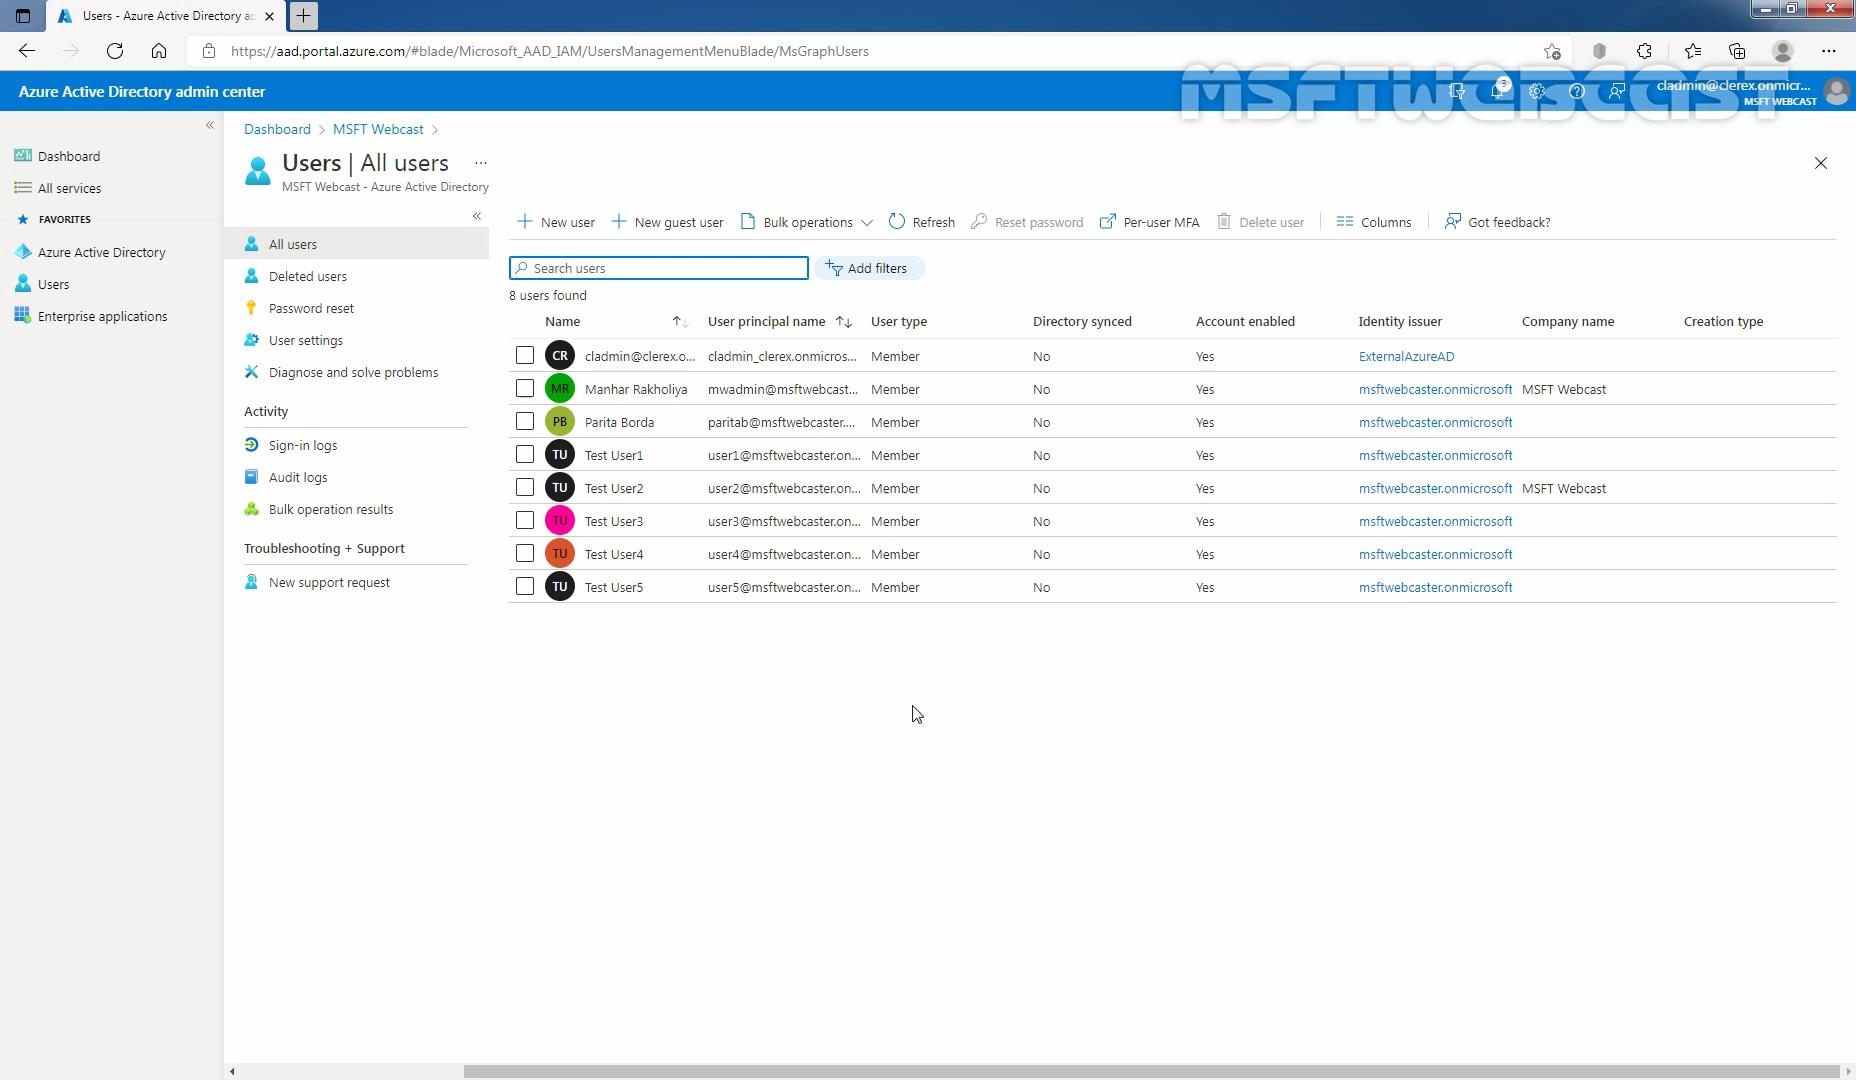 Users - Azure Active Directory ac
https://aad.portal.azure.com/#blade/Microsoft_AAD_IAM/UsersManagementMenuBlade/MsGraphUsers
MSFTWEBCAST
Azure Active Directory admin center
3
cladmin@clerex.onmicr...
MSFT WEBCAST
Dashboard
All services
FAVORITES
Azure Active Directory
Users
Enterprise applications
Dashboard > MSFT Webcast >
Users | All users ...
MSFT Webcast - Azure Active Directory
All users
Deleted users
Password reset
User settings
Diagnose and solve problems
Activity
Sign-in logs
Audit logs
Bulk operation results
Troubleshooting + Support
New support request
New user New guest user Bulk operations Refresh Reset password Per-user MFA Delete user Columns Got feedback?
Search users Add filters
8 users found
Name User principal name User type Directory synced Account enabled Identity issuer Company name Creation type
CR cladmin@clerex.o... cladmin_clerex.onmicros... Member No Yes ExternalAzureAD
MR Manhar Rakholiya mwadmin@msftwebcast... Member No Yes msftwebcaster.onmicrosoft MSFT Webcast
PB Parita Borda paritab@msftwebcaster.... Member No Yes msftwebcaster.onmicrosoft
TU Test User1 user1@msftwebcaster.on... Member No Yes msftwebcaster.onmicrosoft
TU Test User2 user2@msftwebcaster.on... Member No Yes msftwebcaster.onmicrosoft MSFT Webcast
TU Test User3 user3@msftwebcaster.on... Member No Yes msftwebcaster.onmicrosoft
TU Test User4 user4@msftwebcaster.on... Member No Yes msftwebcaster.onmicrosoft
TU Test User5 user5@msftwebcaster.on... Member No Yes msftwebcaster.onmicrosoft